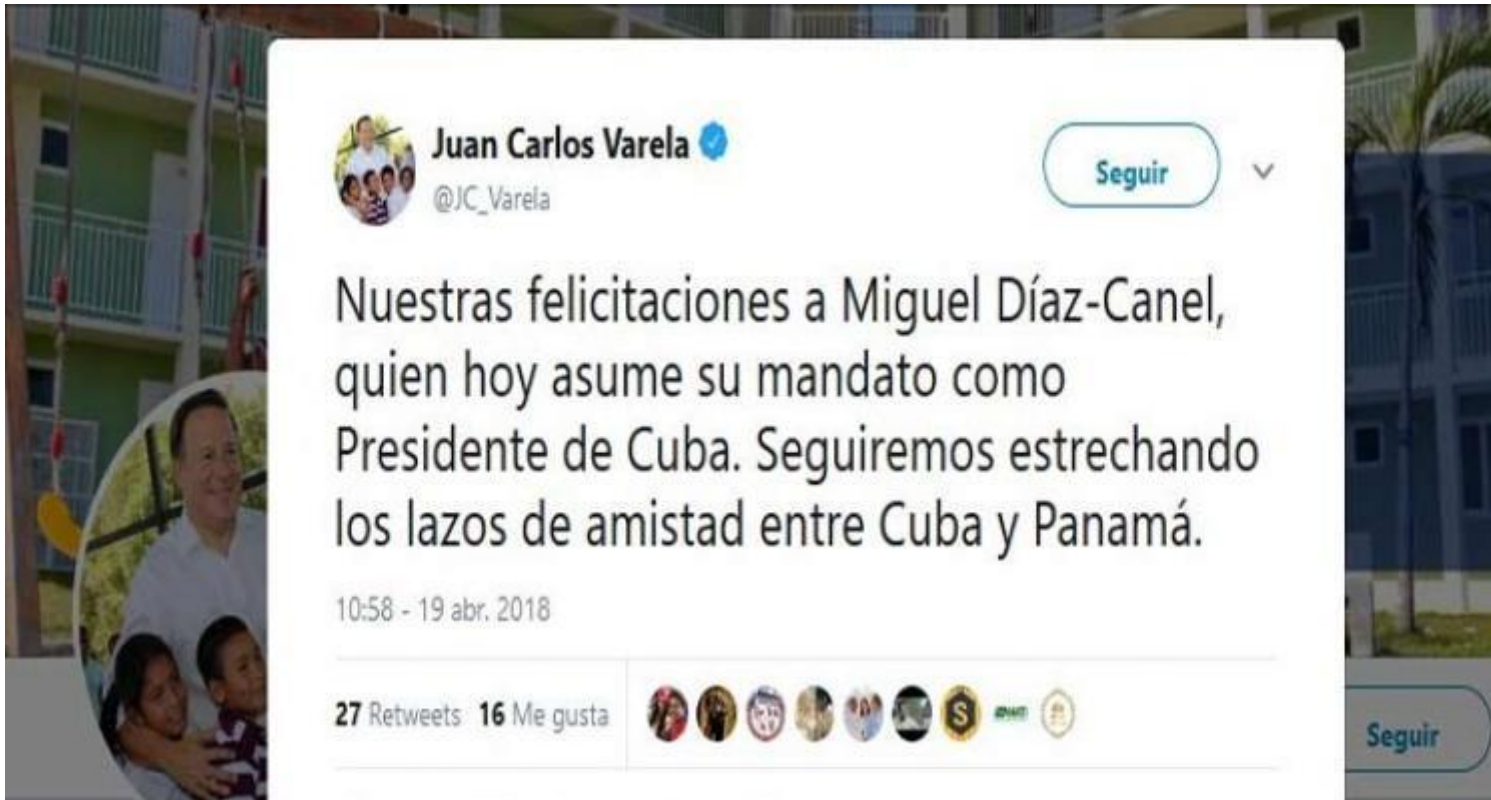 Juan Carlos Varela
@JC_Varela
Seguir
Nuestras felicitaciones a Miguel Díaz-Canel,
quien hoy asume su mandato como
Presidente de Cuba. Seguiremos estrechando
los lazos de amistad entre Cuba y Panamá.
10:58 - 19 abr. 2018
27 Retweets 16 Me gusta
S
Seguir